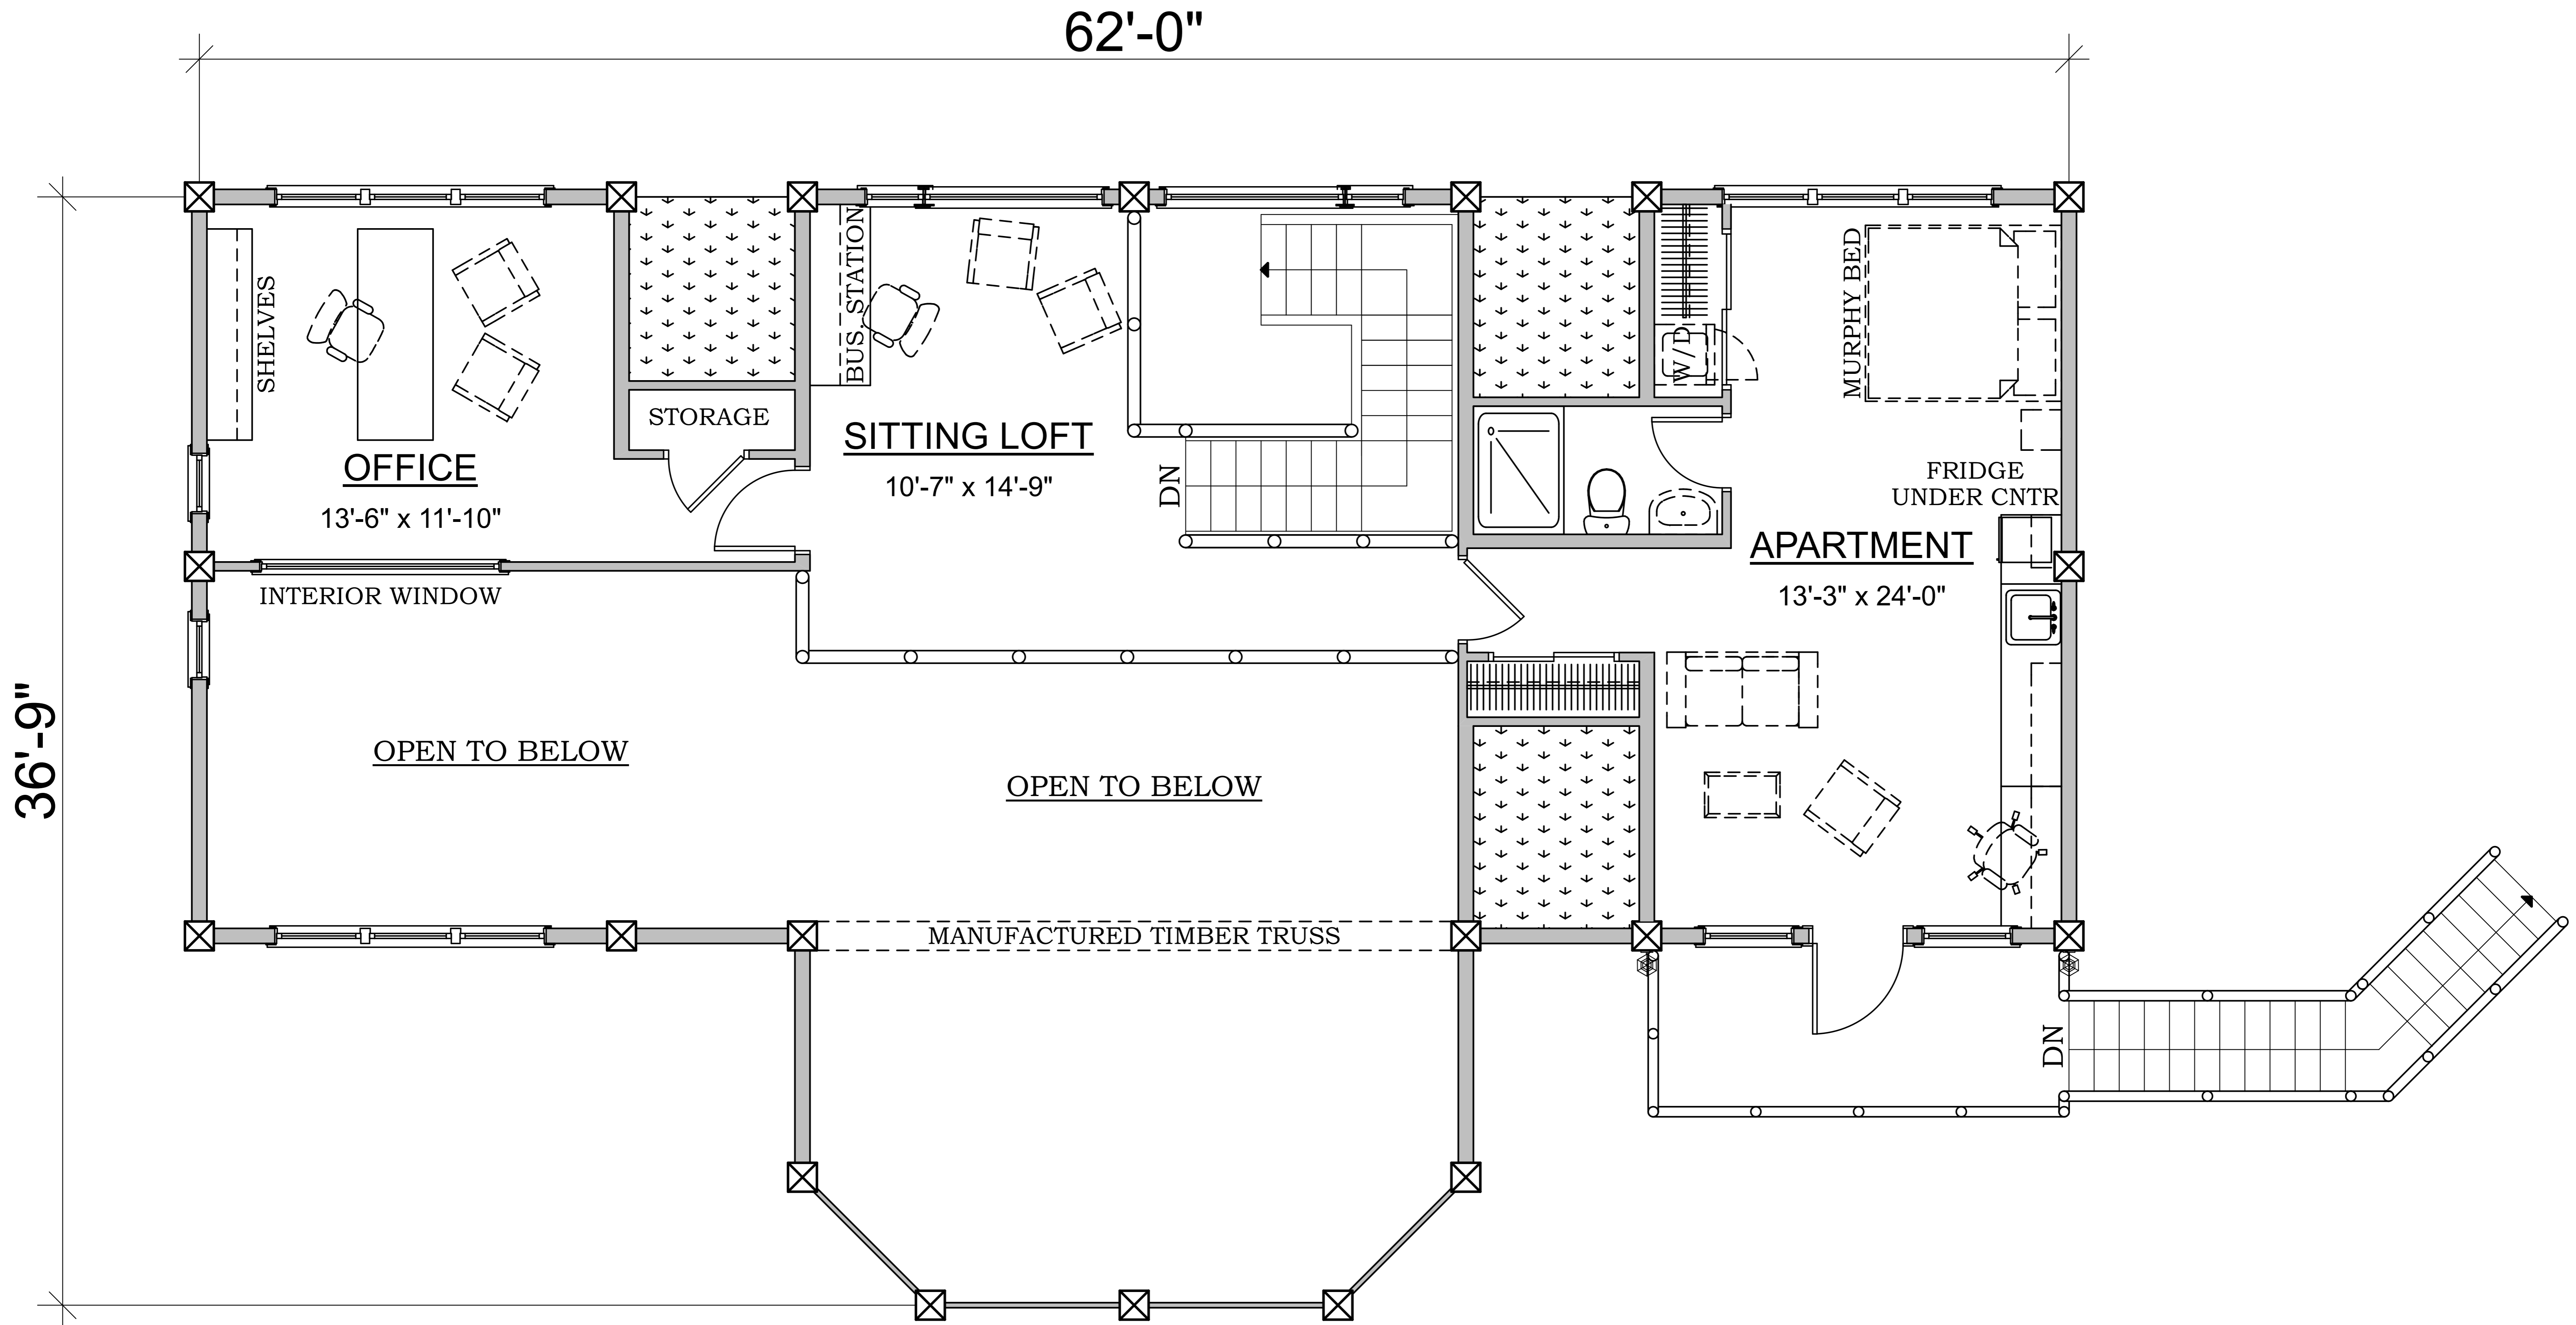 62'-0"
36'-9"
SHELVES
OFFICE
13'-6" x 11'-10"
STORAGE
INTERIOR WINDOW
BUS. STATION
SITTING LOFT
10'-7" x 14'-9"
DN
W/D
MURPHY BED
FRIDGE
UNDER CNTR
APARTMENT
13'-3" x 24'-0"
OPEN TO BELOW
OPEN TO BELOW
MANUFACTURED TIMBER TRUSS
DN